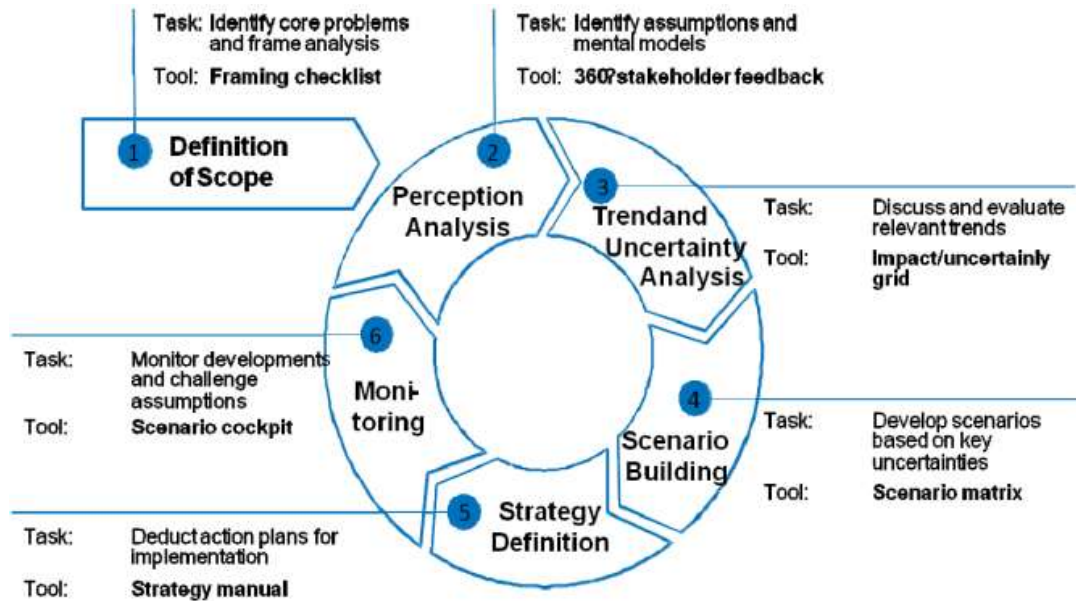 Task: Identify core problems
and frame analysis
Tool: Framing checklist
Task: Identify assumptions and
mental models
Tool: 360?stakeholder feedback
1
Definition
of Scope
2
Perception
Analysis
3
Trendand
Uncertainty
Analysis
Task: Discuss and evaluate
relevant trends
Tool: Impact/uncertainly
grid
4
Scenario
Building
Task: Develop scenarios
based on key
uncertainties
Tool: Scenario matrix
5
Strategy
Definition
Task: Deduct action plans for
implementation
Tool: Strategy manual
6
Moni-
toring
Task: Monitor developments
and challenge
assumptions
Tool: Scenario cockpit